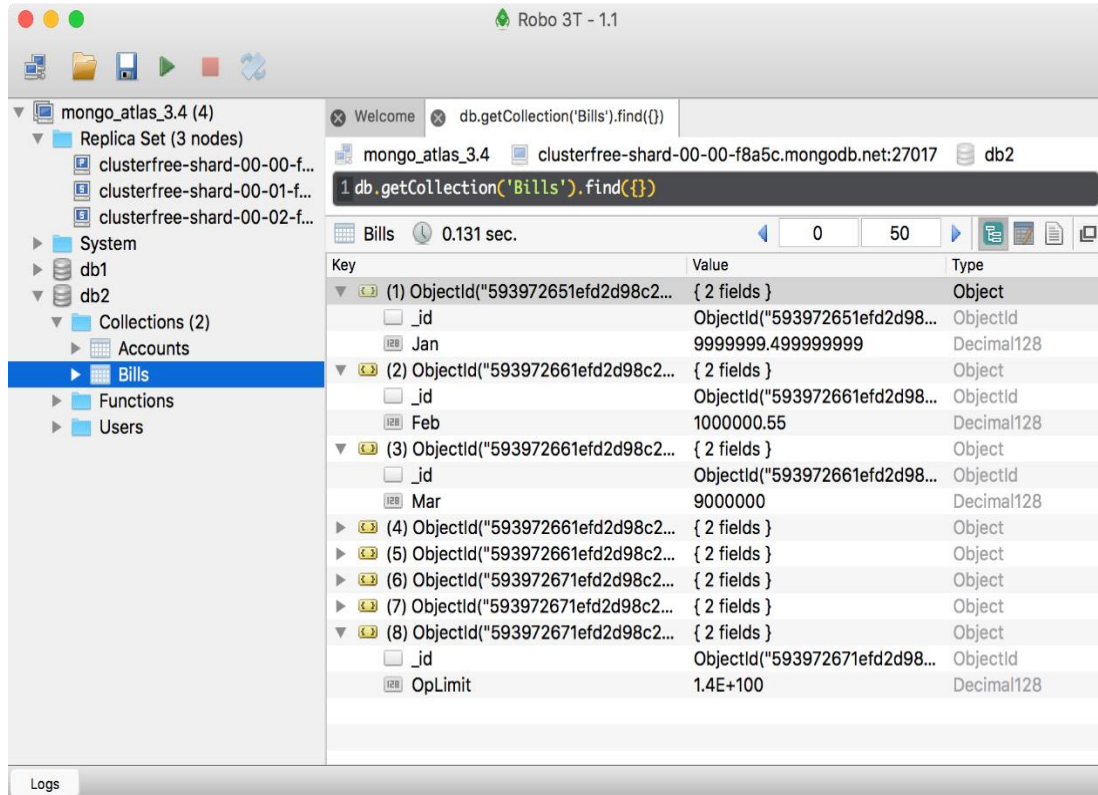 Robo 3T - 1.1
mongo_atlas_3.4 (4)
Replica Set (3 nodes)
clusterfree-shard-00-00-f...
clusterfree-shard-00-01-f...
clusterfree-shard-00-02-f...
System
db1
db2
Collections (2)
Accounts
Bills
Functions
Users
Welcome db.getCollection('Bills').find({})
mongo_atlas_3.4 clusterfree-shard-00-00-f8a5c.mongodb.net:27017 db2
1 db.getCollection('Bills').find({})
Bills 0.131 sec. 0 50
Key Value Type
(1) ObjectId("593972651efd2d98c2... { 2 fields } Object
_id ObjectId("593972651efd2d98... ObjectId
Jan 9999999.499999999 Decimal128
(2) ObjectId("593972661efd2d98c2... { 2 fields } Object
_id ObjectId("593972661efd2d98... ObjectId
Feb 1000000.55 Decimal128
(3) ObjectId("593972661efd2d98c2... { 2 fields } Object
_id ObjectId("593972661efd2d98... ObjectId
Mar 9000000 Decimal128
(4) ObjectId("593972661efd2d98c2... { 2 fields } Object
(5) ObjectId("593972661efd2d98c2... { 2 fields } Object
(6) ObjectId("593972671efd2d98c2... { 2 fields } Object
(7) ObjectId("593972671efd2d98c2... { 2 fields } Object
(8) ObjectId("593972671efd2d98c2... { 2 fields } Object
_id ObjectId("593972671efd2d98... ObjectId
OpLimit 1.4E+100 Decimal128
Logs